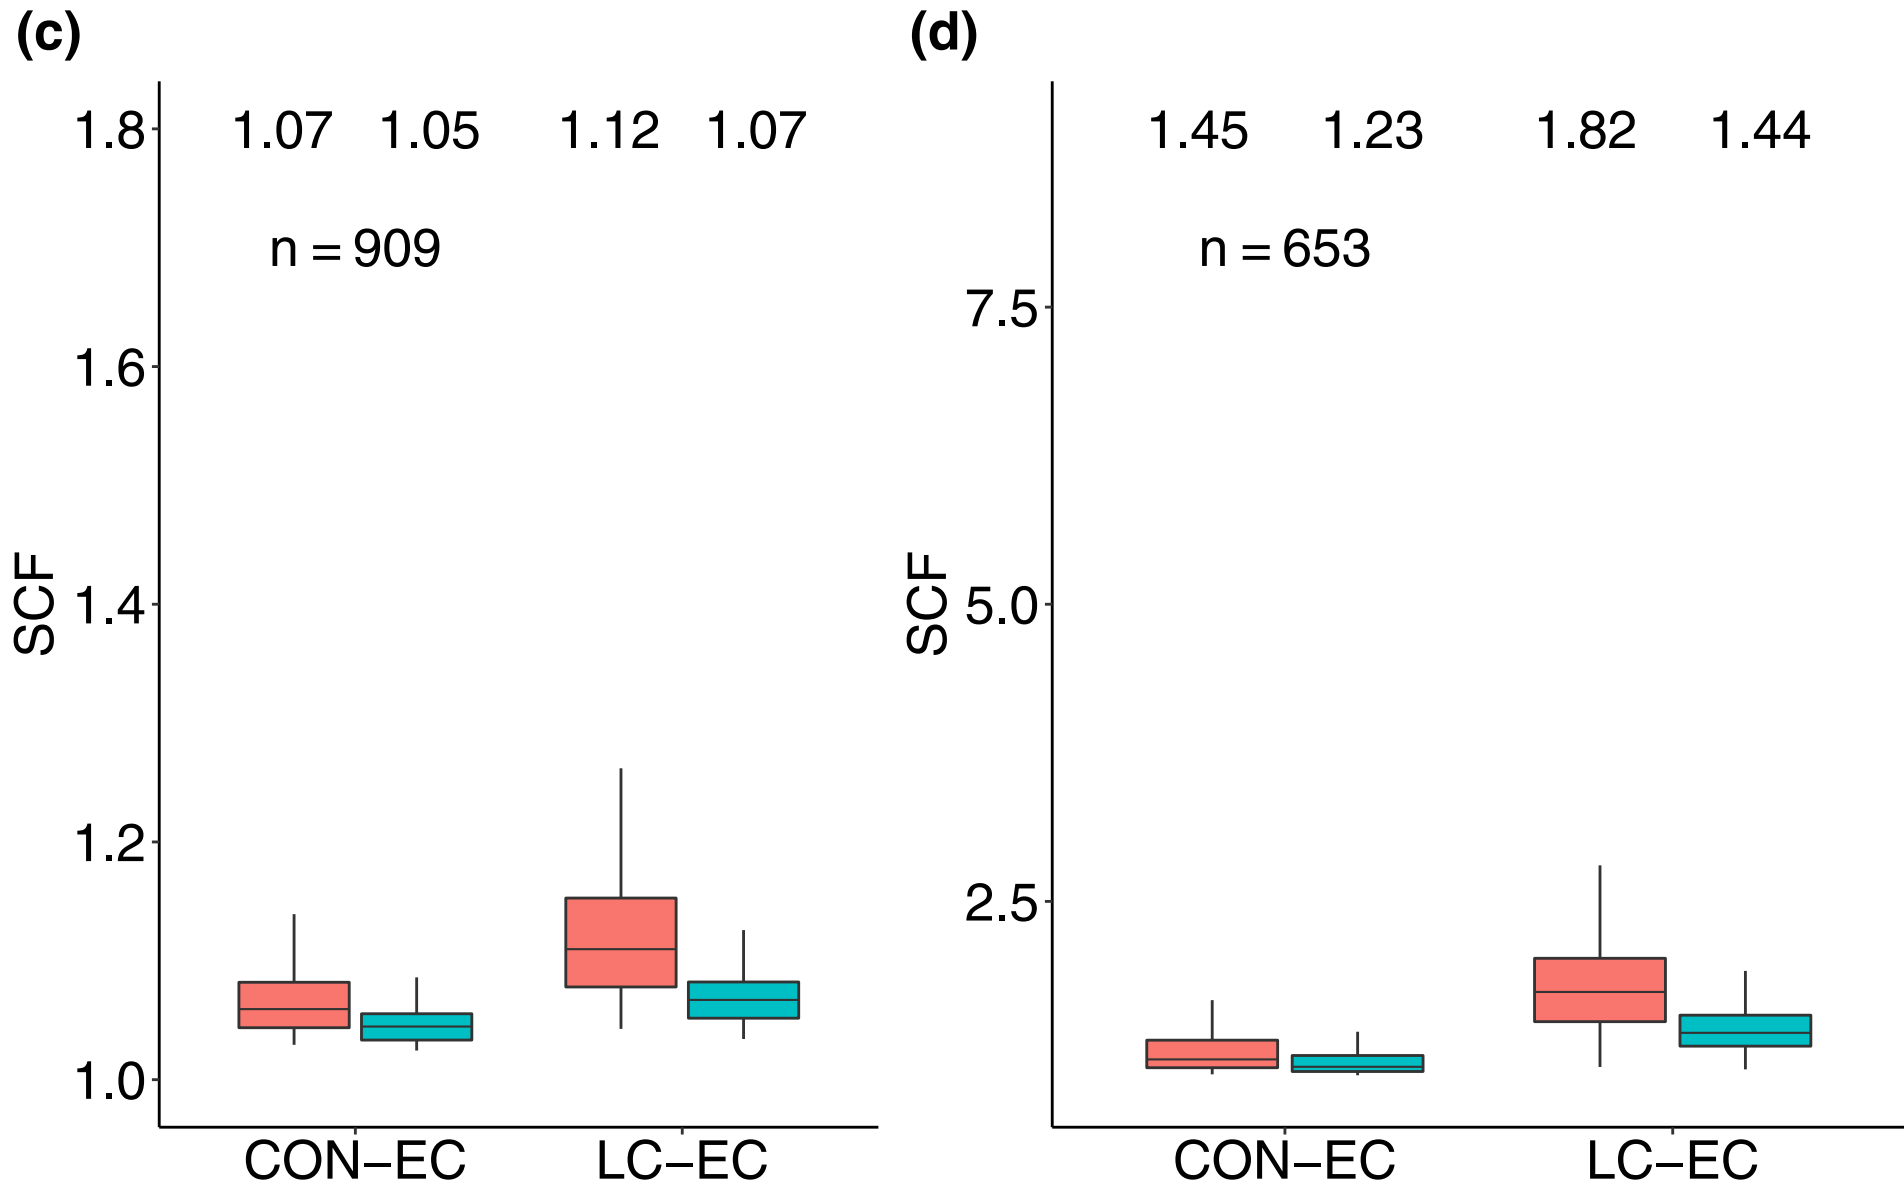 (c)
1.07 1.05 1.12 1.07
n = 909
1.8
1.6
1.4
1.2
1.0
SCF
CON–EC LC–EC
(d)
1.45 1.23 1.82 1.44
n = 653
7.5
5.0
2.5
SCF
CON–EC LC–EC